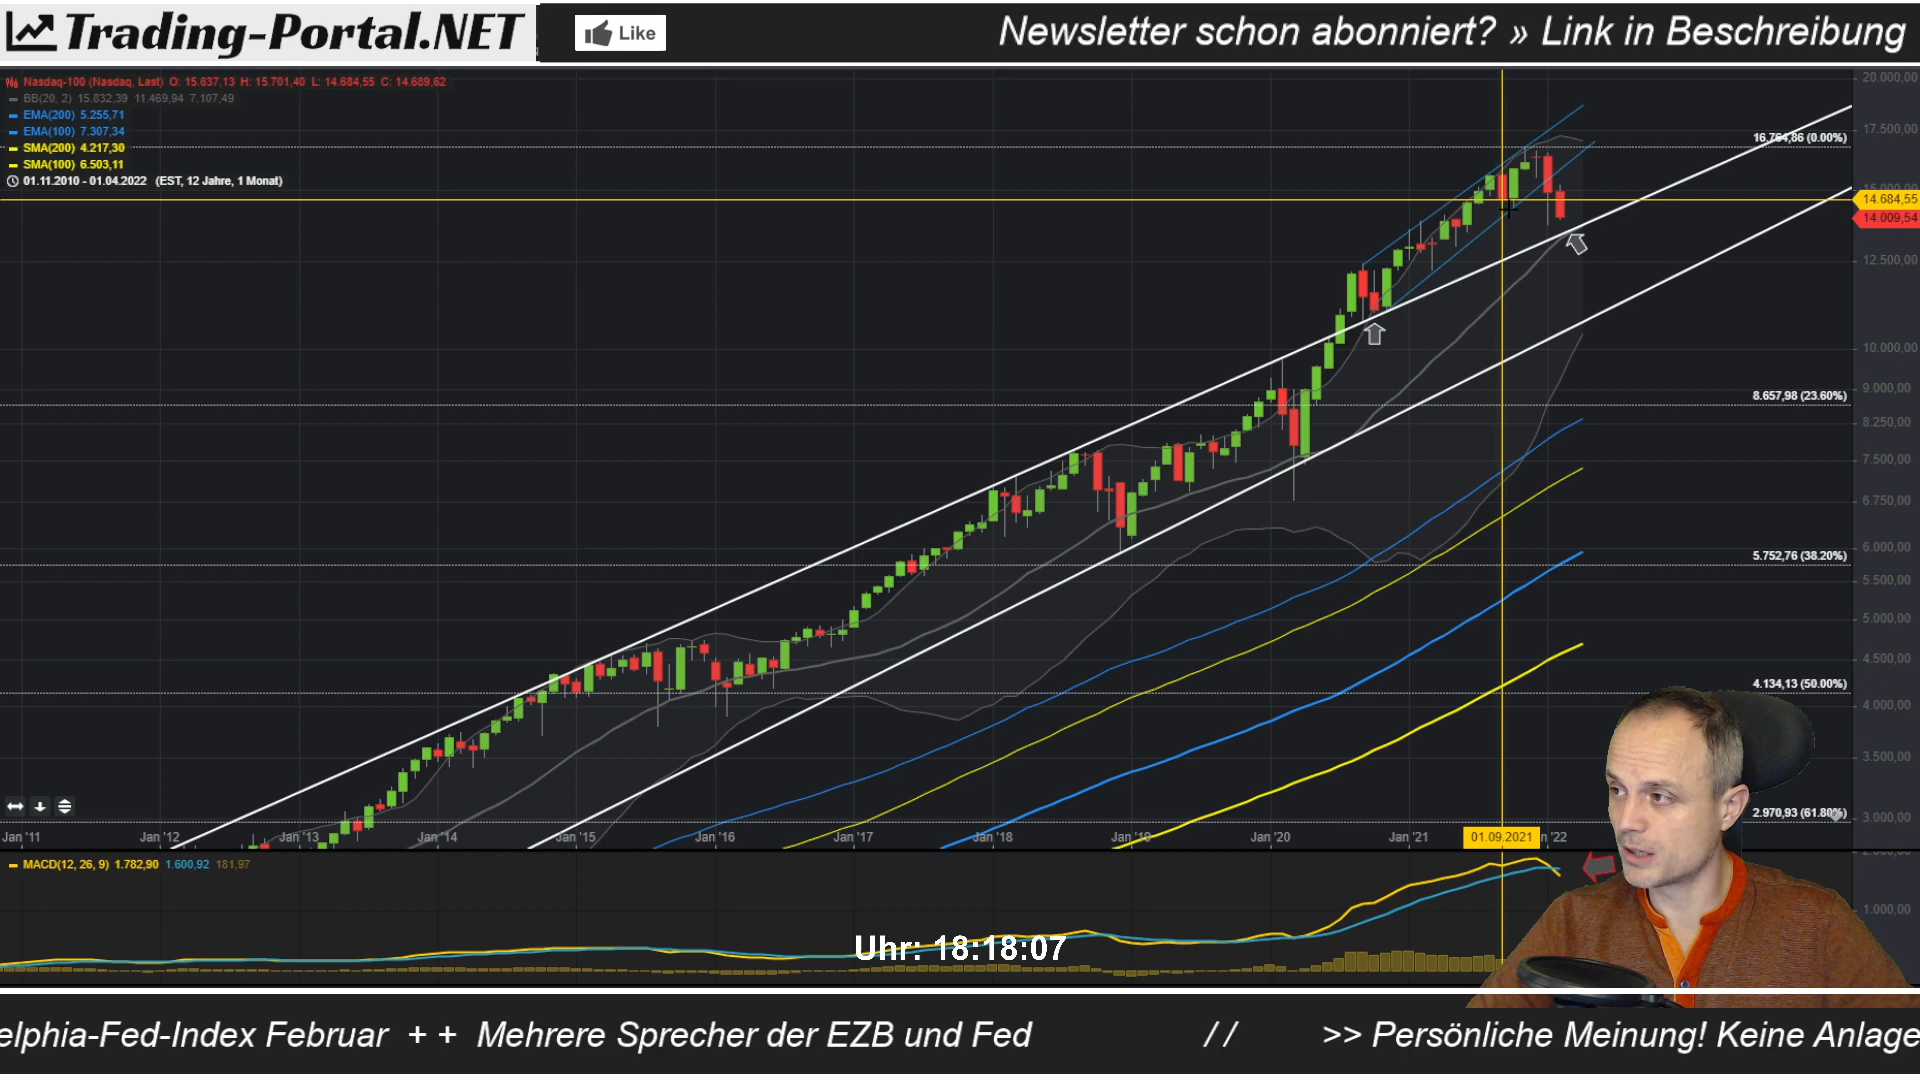 Trading-Portal.NET
Like
Newsletter schon abonniert? » Link in Beschreibung
Nasdaq-100 (Nasdaq, Last) O: 15.637,13 H: 15.701,40 L: 14.684,55 C: 14.689,62
BB(20, 2) 15.832,39 11.469,94 7.107,49
EMA(200) 5.255,71
EMA(100) 7.307,34
SMA(200) 4.217,30
SMA(100) 6.503,11
01.11.2010 - 01.04.2022 (EST, 12 Jahre, 1 Monat)
20.000,00
17.500,00
16.764,86 (0.00%)
14.684,55
14.009,54
12.500,00
10.000,00
9.000,00
8.657,98 (23.60%)
8.250,00
7.500,00
6.750,00
6.000,00
5.752,76 (38.20%)
5.500,00
5.000,00
4.500,00
4.134,13 (50.00%)
4.000,00
3.500,00
2.970,93 (61.80%)
3.000,00
Jan '11 Jan '12 Jan '13 Jan '14 Jan '15 Jan '16 Jan '17 Jan '18 Jan '19 Jan '20 Jan '21 01.09.2021 n '22
MACD(12, 26, 9) 1.782,90 1.600,92 181,97
1.000,00
Uhr: 18:18:07
elphia-Fed-Index Februar + + Mehrere Sprecher der EZB und Fed // >> Persönliche Meinung! Keine Anlage